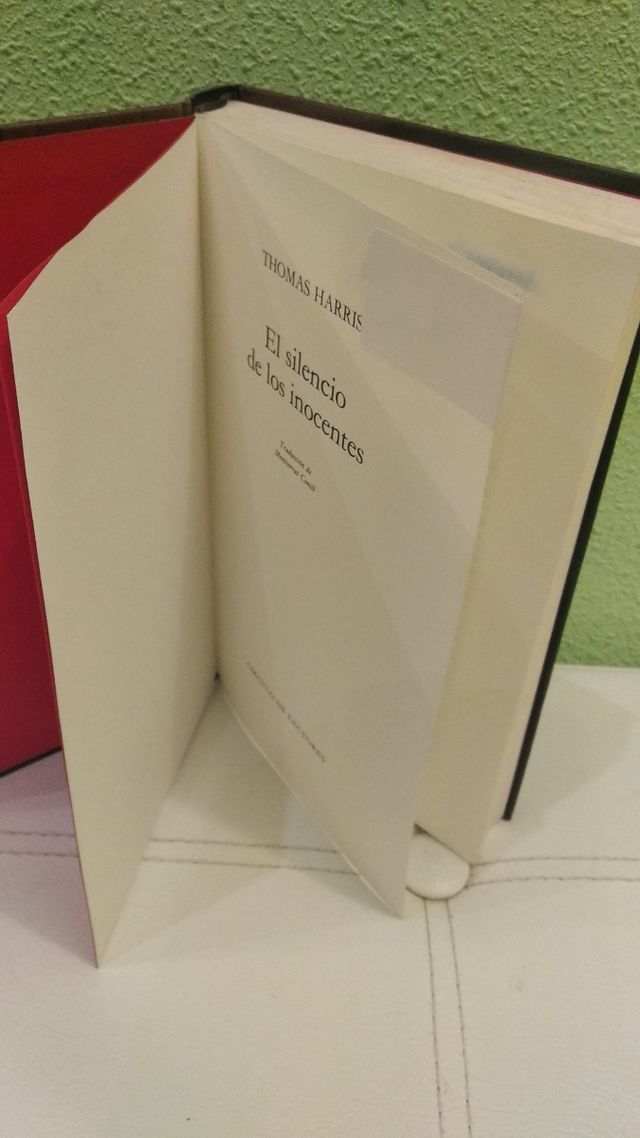 THOMAS HARRIS
El silencio
de los inocentes
Traducción de
Montserrat Conill
CÍRCULO DE LECTORES